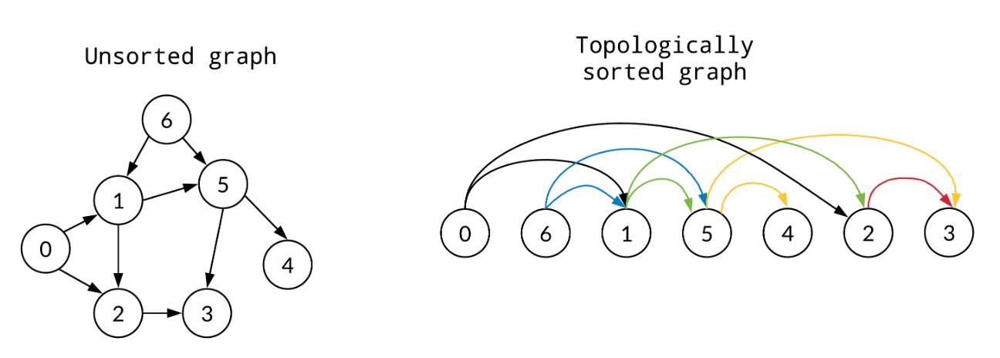 Unsorted graph
6
5
1
0
4
2 3
Topologically
sorted graph
0 6 1 5 4 2 3